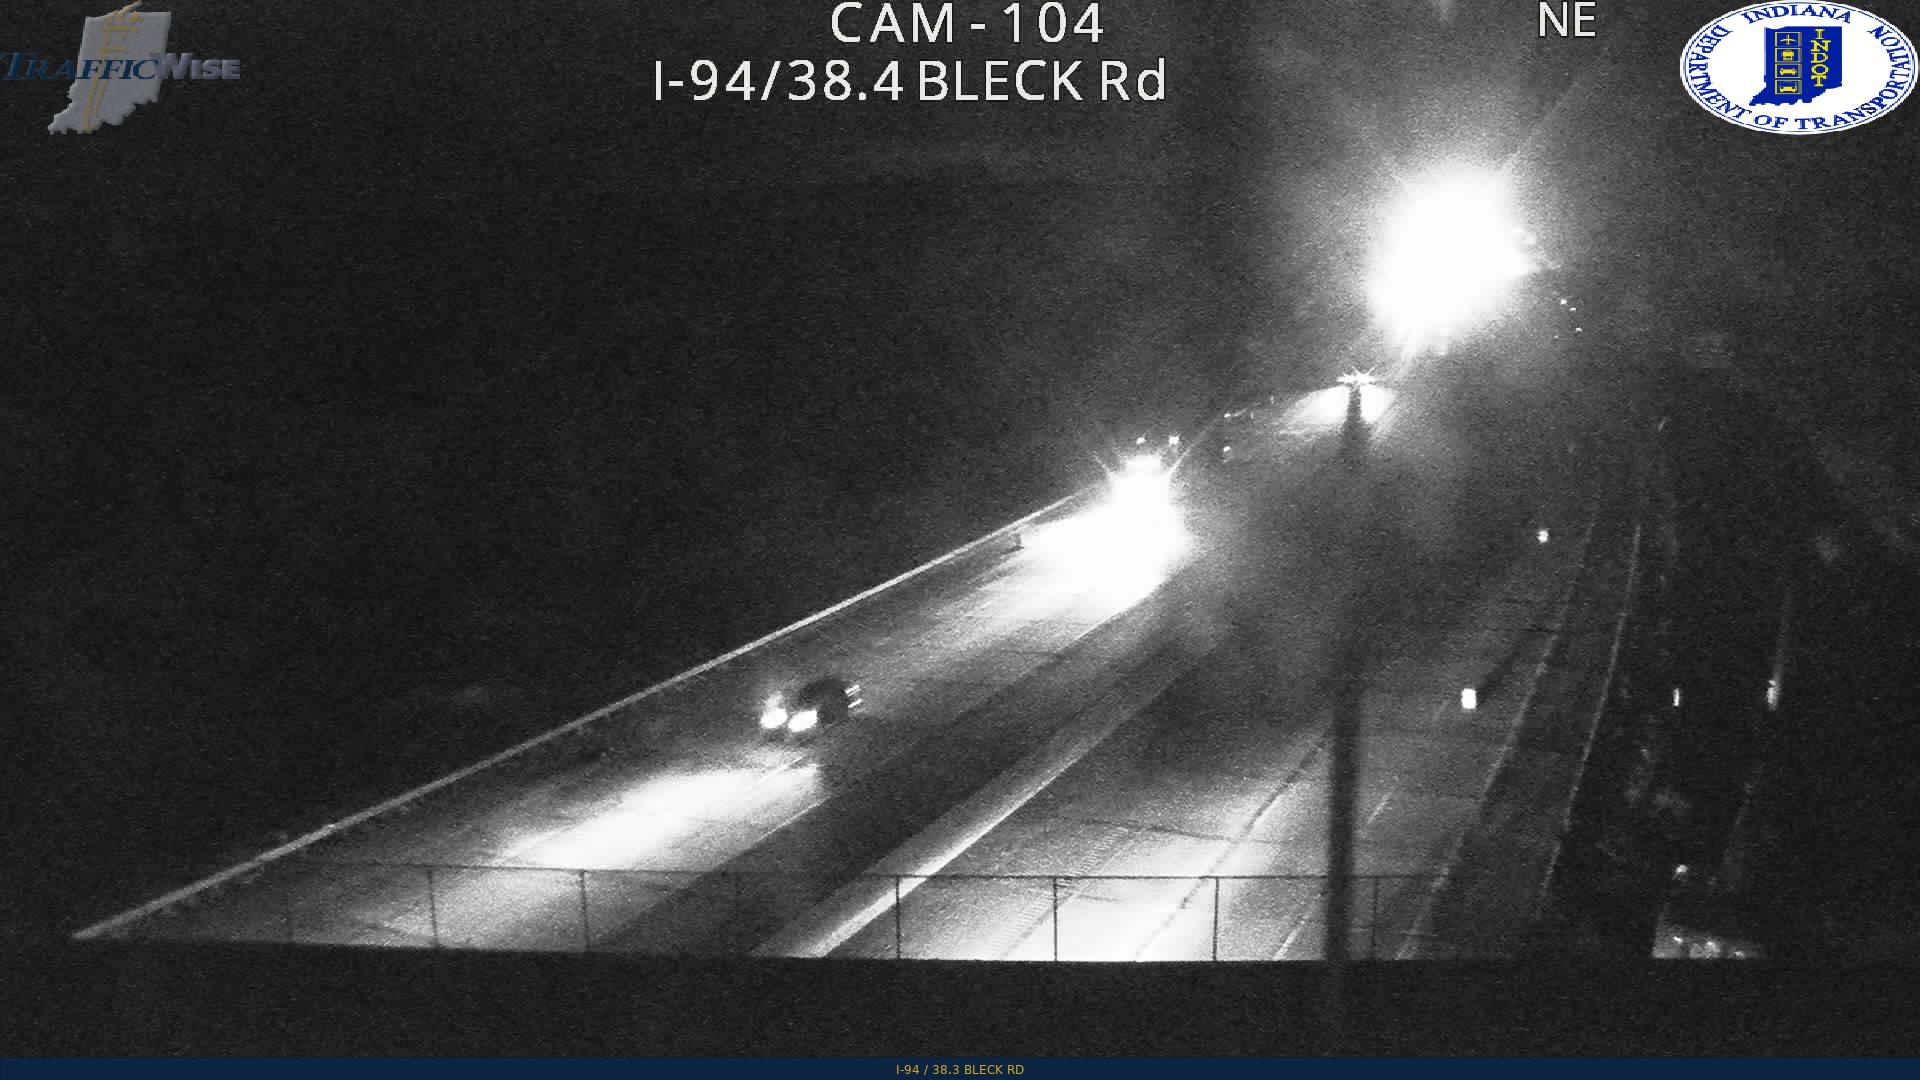 TRAFFICWISE
CAM-104
I-94/38.4 BLECK Rd
NE
INDIANA
DEPARTMENT OF TRANSPORTATION
INDOT
I-94 / 38.3 BLECK RD